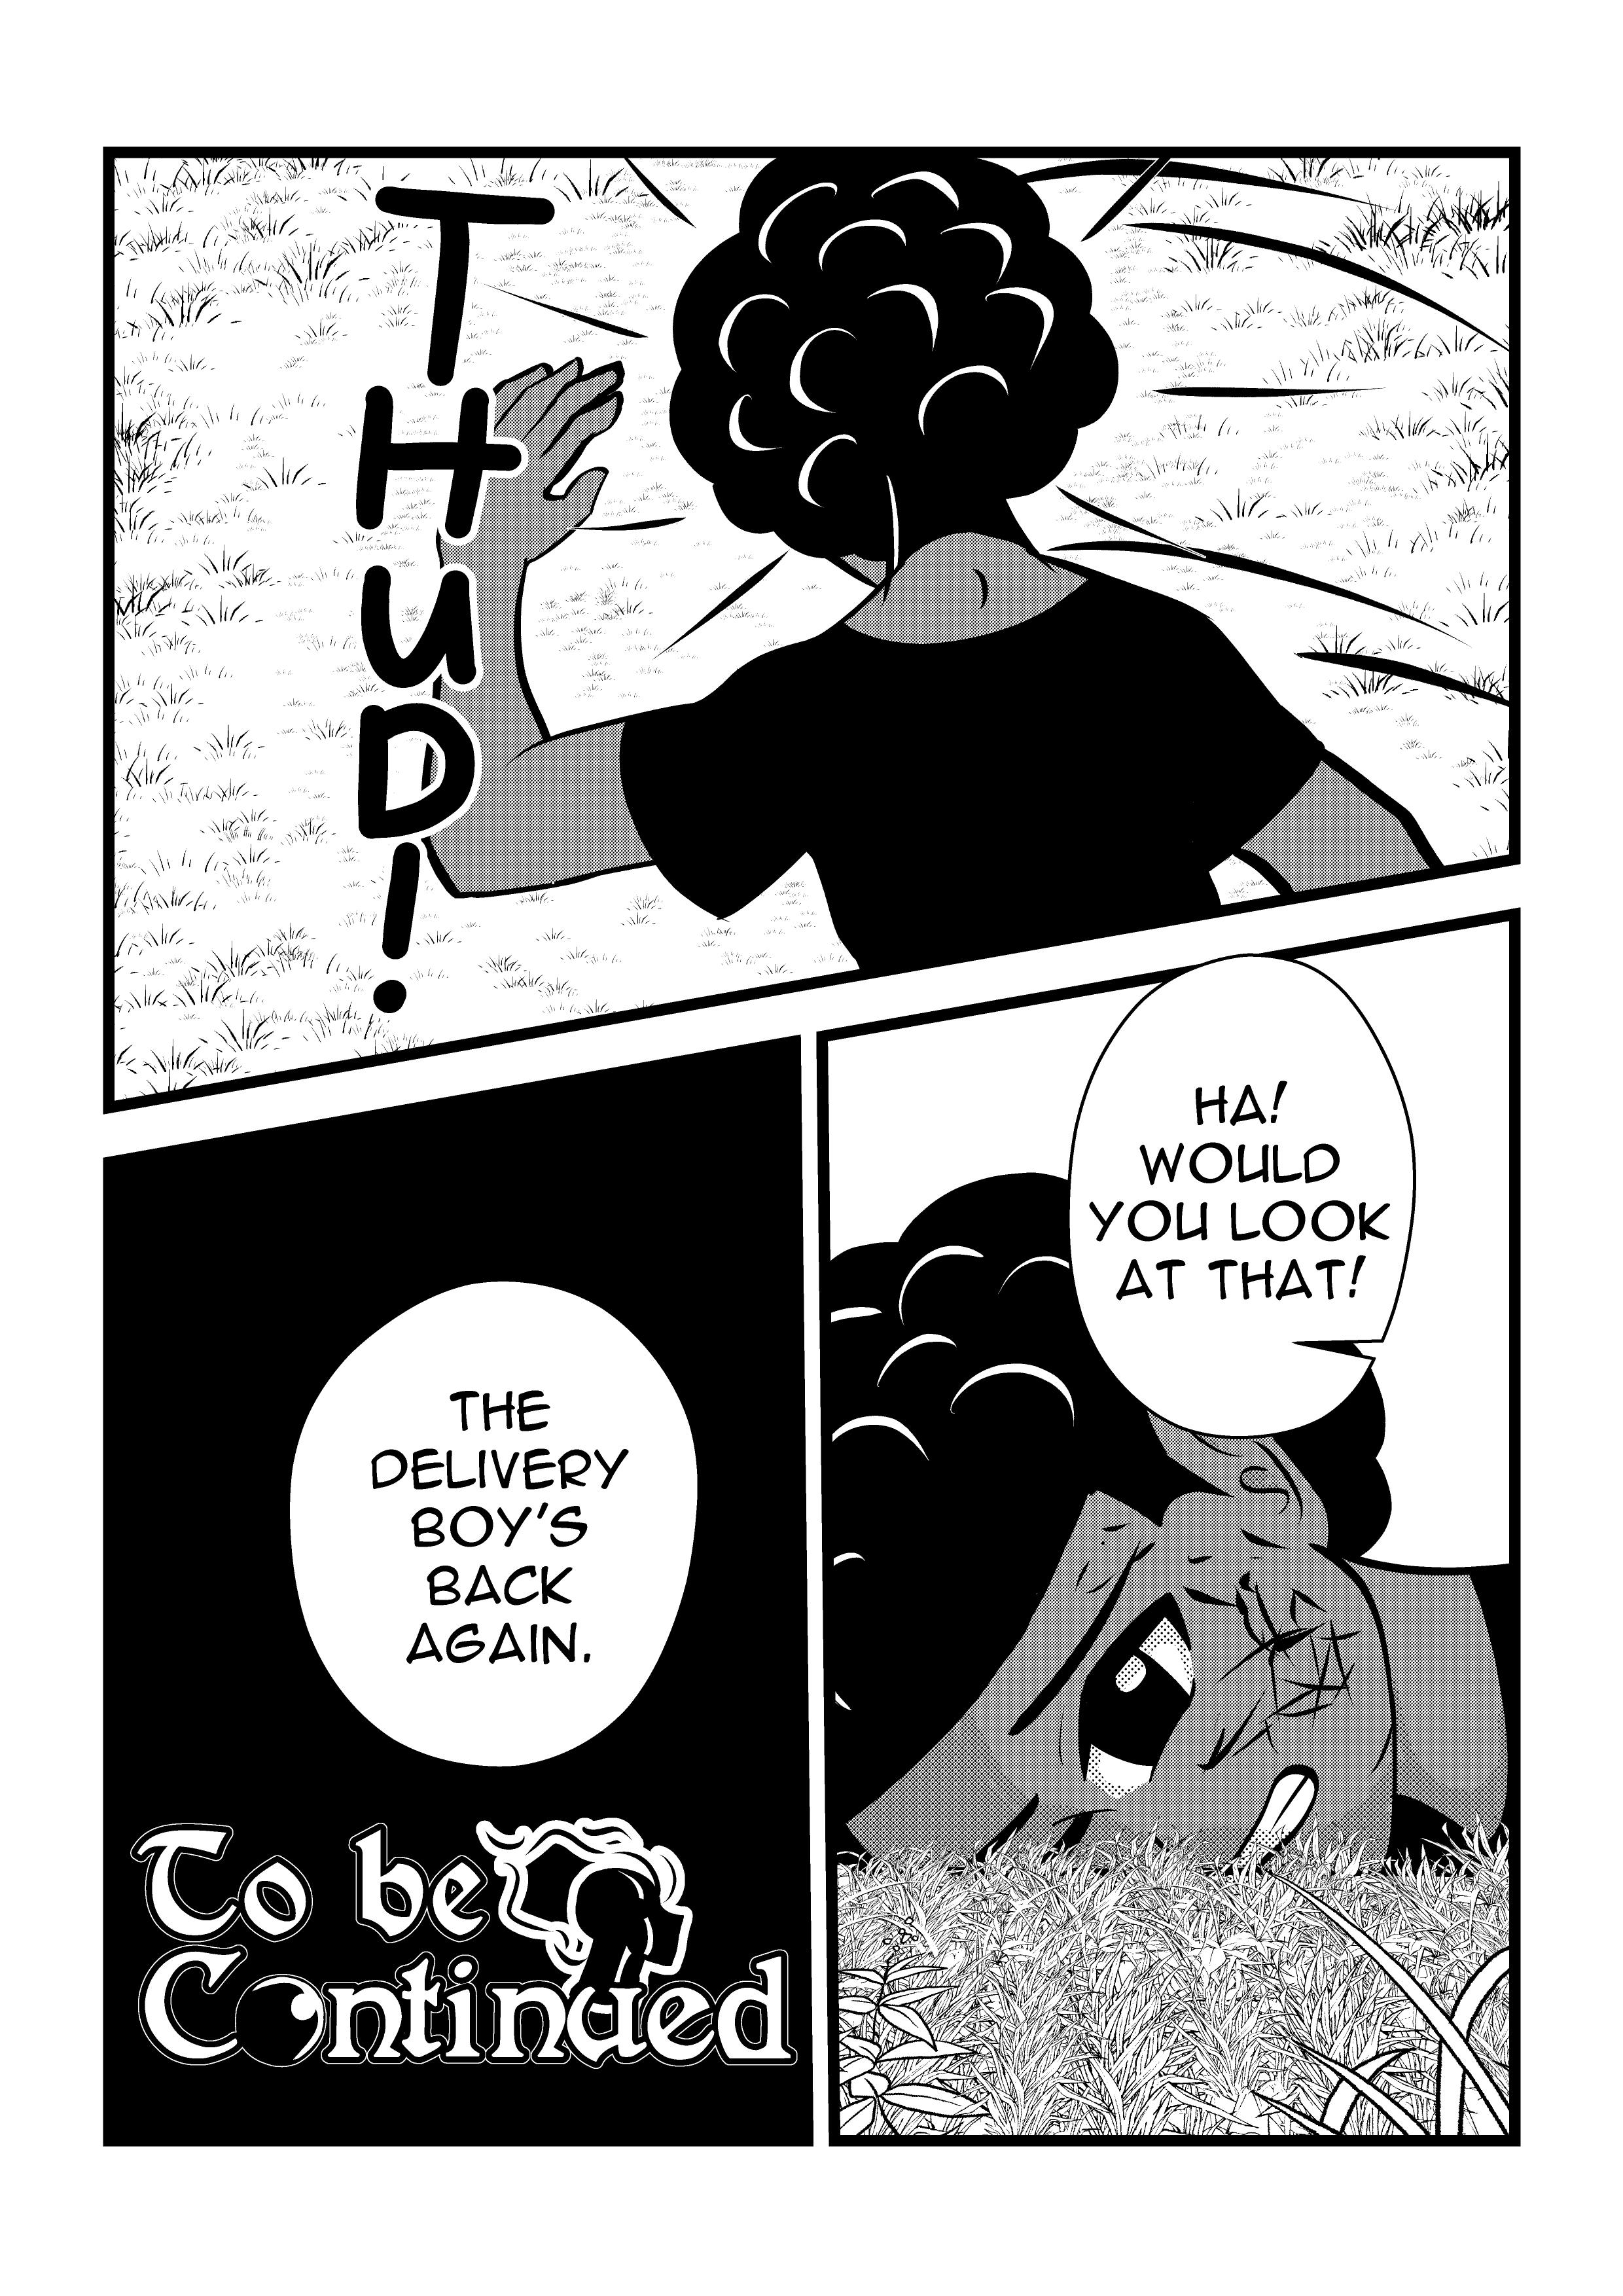 THUD!
HA!
WOULD
YOU LOOK
AT THAT!
THE
DELIVERY
BOY'S
BACK
AGAIN.
To be
Continued